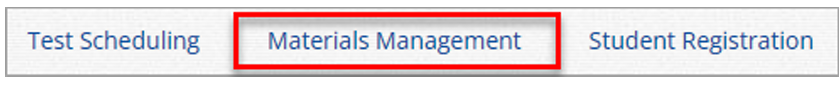 Test Scheduling Materials Management Student Registration